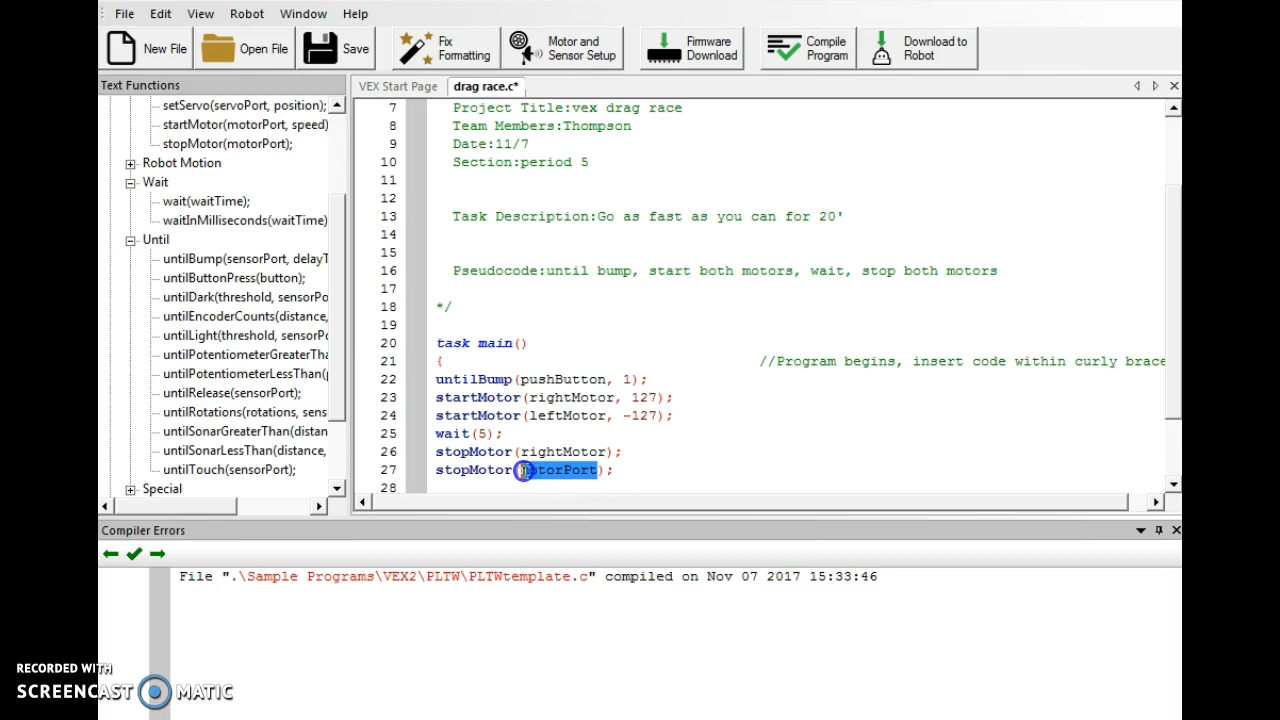 File Edit View Robot Window Help
New File Open File Save Fix Formatting Motor and Sensor Setup Firmware Download Compile Program Download to Robot
Text Functions
VEX Start Page drag race.c*
setServo(servoPort, position);
startMotor(motorPort, speed)
stopMotor(motorPort);
Robot Motion
Wait
wait(waitTime);
waitInMilliseconds(waitTime)
Until
untilBump(sensorPort, delayT
untilButtonPress(button);
untilDark(threshold, sensorPo
untilEncoderCounts(distance,
untilLight(threshold, sensorPo
untilPotentiometerGreaterTha
untilPotentiometerLessThan(p
untilRelease(sensorPort);
untilRotations(rotations, sens
untilSonarGreaterThan(distan
untilSonarLessThan(distance,
untilTouch(sensorPort);
Special
7 Project Title:vex drag race
8 Team Members:Thompson
9 Date:11/7
10 Section:period 5
11
12
13 Task Description:Go as fast as you can for 20'
14
15
16 Pseudocode:until bump, start both motors, wait, stop both motors
17
18 */
19
20 task main()
21 { //Program begins, insert code within curly brace
22 untilBump(pushButton, 1);
23 startMotor(rightMotor, 127);
24 startMotor(leftMotor, -127);
25 wait(5);
26 stopMotor(rightMotor);
27 stopMotor(motorPort);
28
Compiler Errors
File ".\Sample Programs\VEX2\PLTW\PLTWtemplate.c" compiled on Nov 07 2017 15:33:46
RECORDED WITH
SCREENCAST MATIC